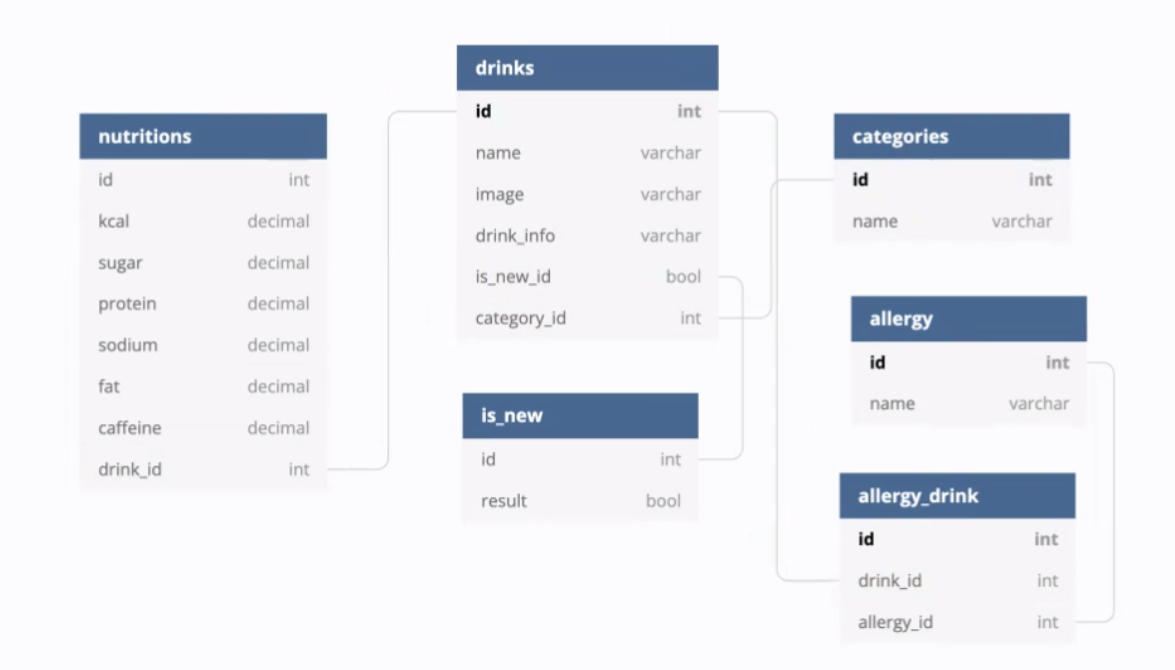 nutritions
id int
kcal decimal
sugar decimal
protein decimal
sodium decimal
fat decimal
caffeine decimal
drink_id int
drinks
id int
name varchar
image varchar
drink_info varchar
is_new_id bool
category_id int
is_new
id int
result bool
categories
id int
name varchar
allergy
id int
name varchar
allergy_drink
id int
drink_id int
allergy_id int